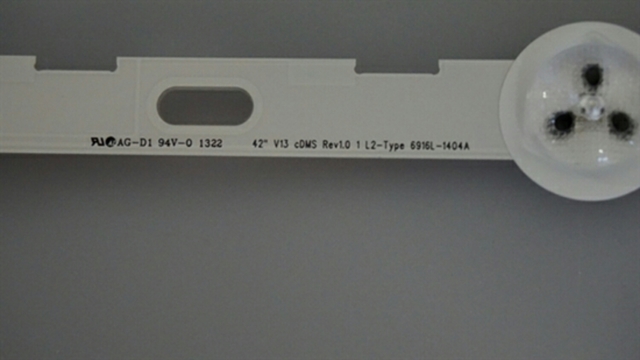 AG-D1 94V-0 1322 42" V13 cDMS Rev1.0 1 L2-Type 6916L-1404A